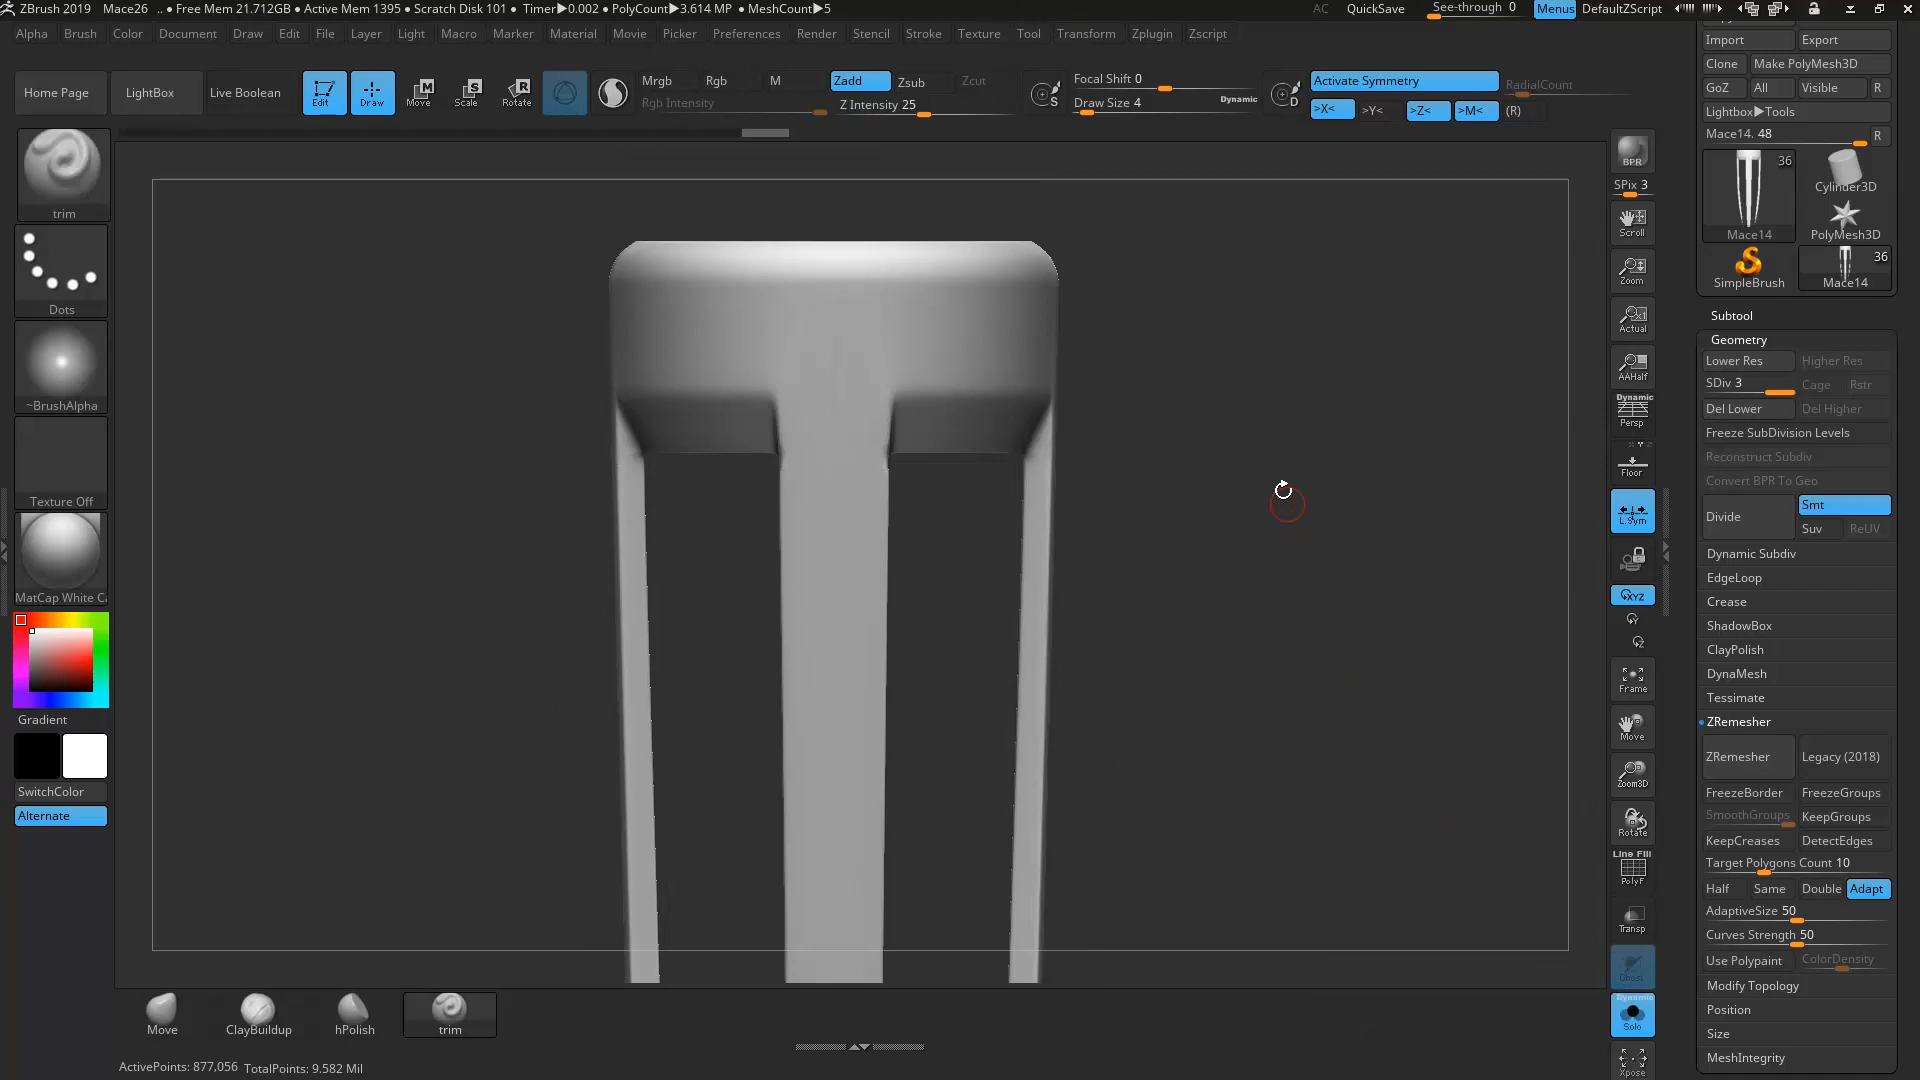 ZBrush 2019 Mace26 .. ● Free Mem 21.712GB ● Active Mem 1395 ● Scratch Disk 101 ● Timer▶0.002 ● PolyCount▶3.614 MP ● MeshCount▶5 AC QuickSave See-through 0 Menus DefaultZScript
Alpha Brush Color Document Draw Edit File Layer Light Macro Marker Material Movie Picker Preferences Render Stencil Stroke Texture Tool Transform Zplugin Zscript
Home Page LightBox Live Boolean Edit Draw Move Scale Rotate
Mrgb Rgb M Zadd Zsub Zcut
Rgb Intensity Z Intensity 25
S Focal Shift 0
Draw Size 4 Dynamic
D Activate Symmetry RadialCount
>X< >Y< >Z< >M< (R)
trim
Dots
~BrushAlpha
Texture Off
MatCap White Ca
Gradient
SwitchColor
Alternate
BPR
SPix 3
Scroll
Zoom
Actual
AAHalf
Dynamic
Persp
Floor
L.Sym
XYZ
Y
Z
Frame
Move
Zoom3D
Rotate
Line Fill
PolyF
Transp
Ghost
Dynamic
Solo
Xpose
Import Export
Clone Make PolyMesh3D
GoZ All Visible R
Lightbox▶Tools
Mace14. 48 R
36
Mace14 Cylinder3D
PolyMesh3D
SimpleBrush 36 Mace14
Subtool
Geometry
Lower Res Higher Res
SDiv 3 Cage Rstr
Del Lower Del Higher
Freeze SubDivision Levels
Reconstruct Subdiv
Convert BPR To Geo
Divide Smt
Suv ReUV
Dynamic Subdiv
EdgeLoop
Crease
ShadowBox
ClayPolish
DynaMesh
Tessimate
ZRemesher
ZRemesher Legacy (2018)
FreezeBorder FreezeGroups
SmoothGroups KeepGroups
KeepCreases DetectEdges
Target Polygons Count 10
Half Same Double Adapt
AdaptiveSize 50
Curves Strength 50
Use Polypaint ColorDensity
Modify Topology
Position
Size
MeshIntegrity
Move ClayBuildup hPolish trim
ActivePoints: 877,056 TotalPoints: 9.582 Mil